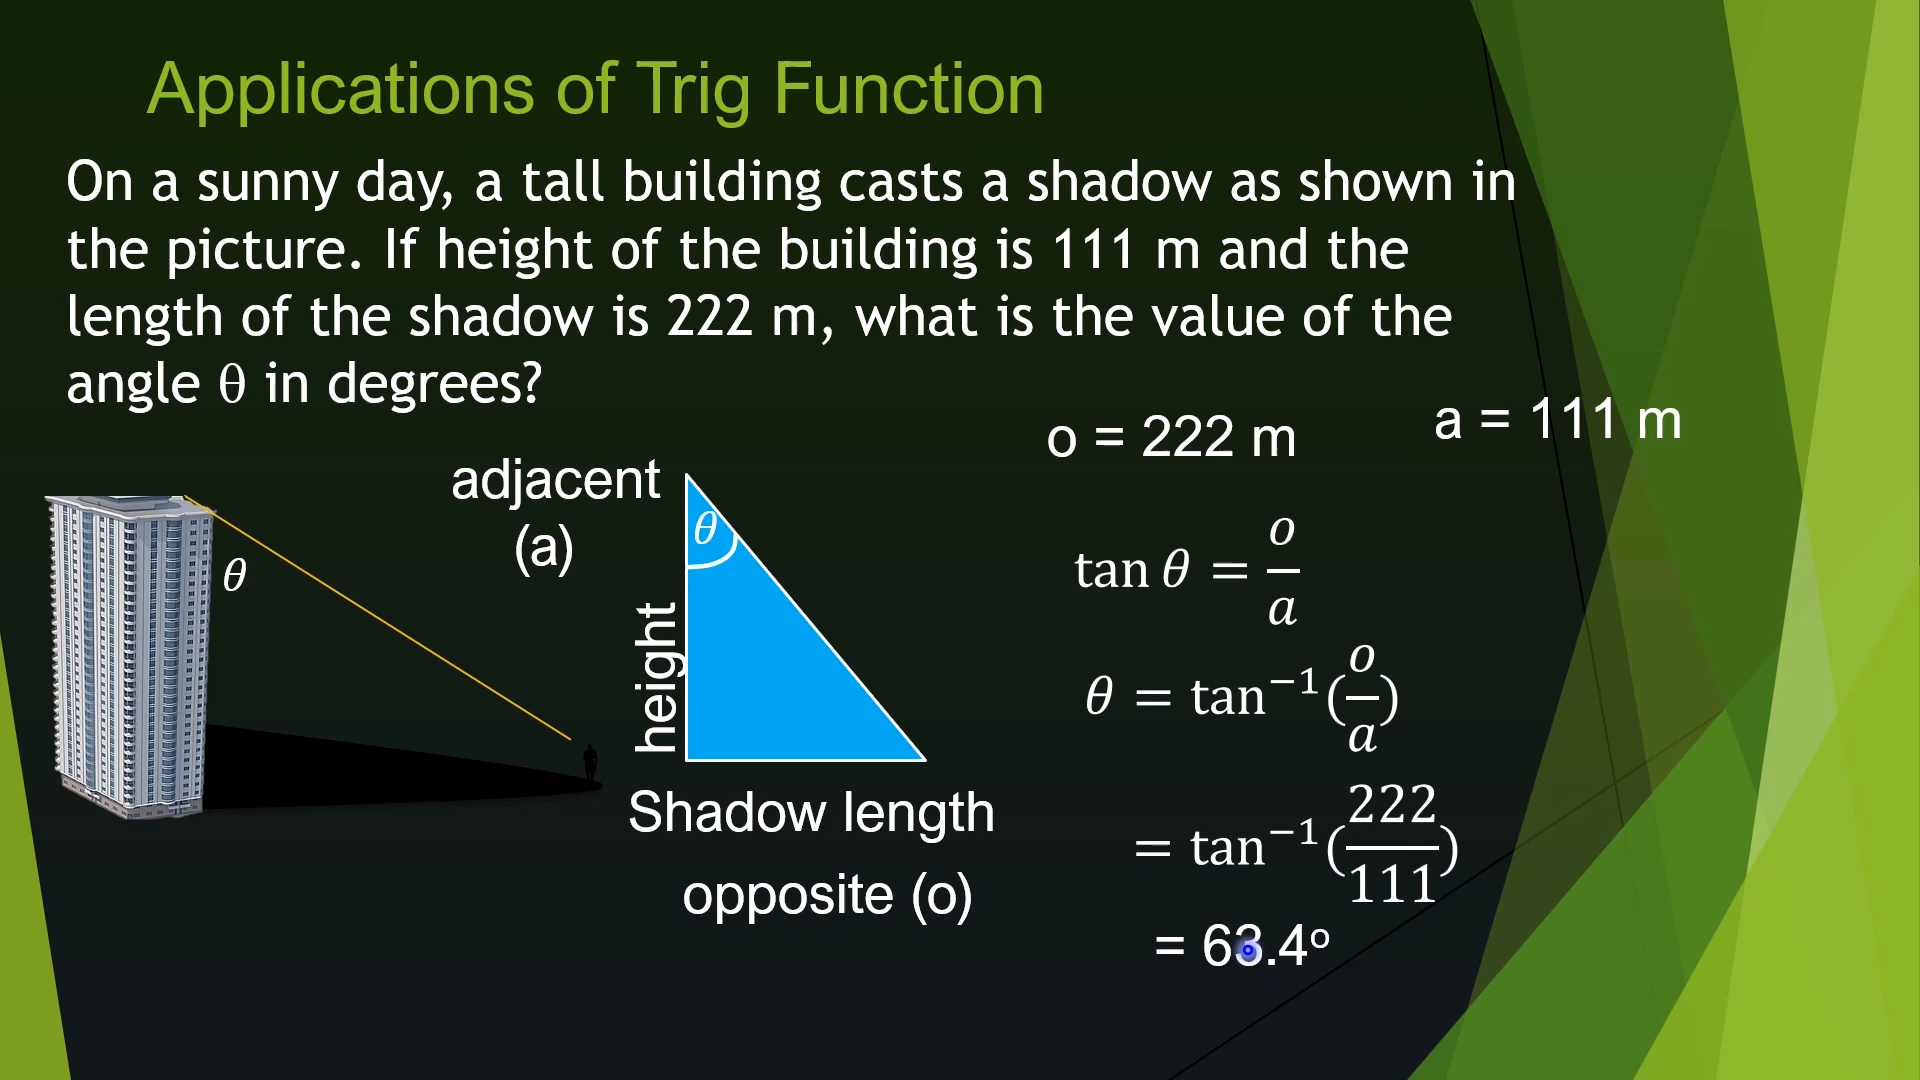 Applications of Trig Function
On a sunny day, a tall building casts a shadow as shown in
the picture. If height of the building is 111 m and the
length of the shadow is 222 m, what is the value of the
angle θ in degrees?
o = 222 m
a = 111 m
adjacent
(a)
θ
θ
height
Shadow length
opposite (o)
tan θ = o/a
θ = tan⁻¹(o/a)
= tan⁻¹(222/111)
= 63.4º